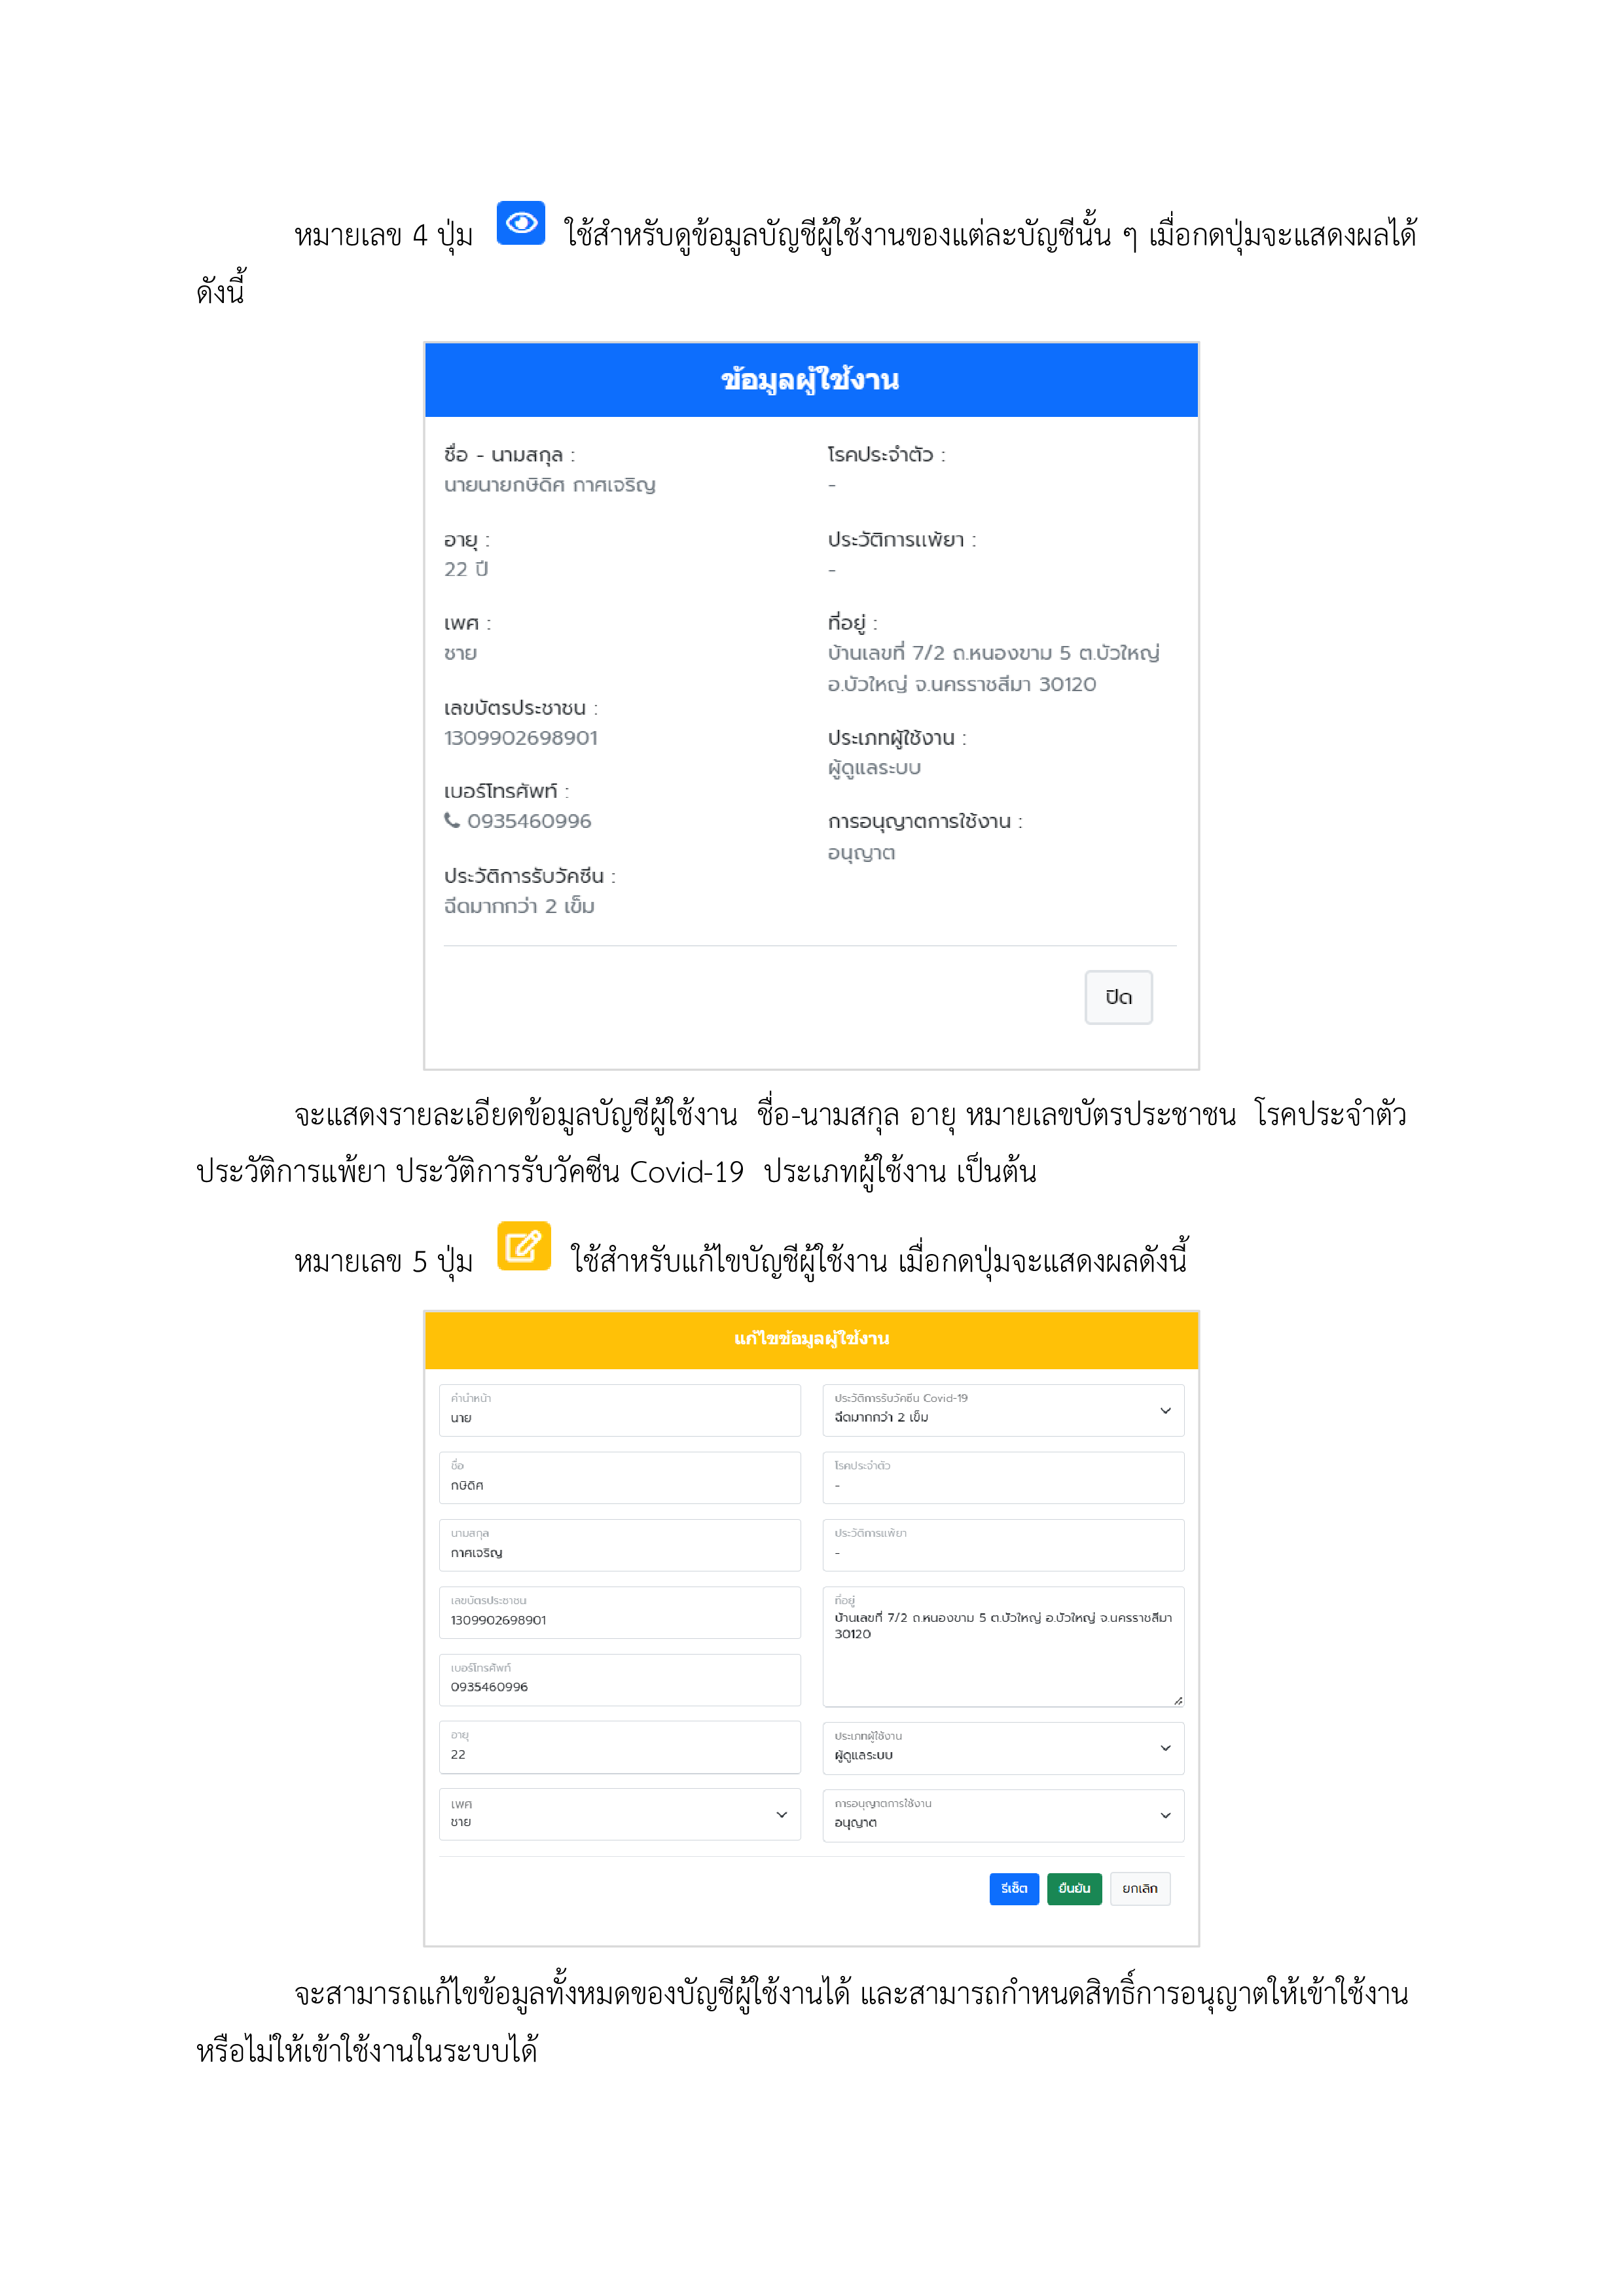 หมายเลข 4 ปุ่ม ใช้สำหรับดูข้อมูลบัญชีผู้ใช้งานของแต่ละบัญชีนั้น ๆ เมื่อกดปุ่มจะแสดงผลได้
ดังนี้
ข้อมูลผู้ใช้งาน
ชื่อ - นามสกุล :
นายนายกษิดิศ กาศเจริญ
อายุ :
22 ปี
เพศ :
ชาย
เลขบัตรประชาชน :
1309902698901
เบอร์โทรศัพท์ :
0935460996
ประวัติการรับวัคซีน :
ฉีดมากกว่า 2 เข็ม
โรคประจำตัว :
-
ประวัติการแพ้ยา :
-
ที่อยู่ :
บ้านเลขที่ 7/2 ถ.หนองขาม 5 ต.บัวใหญ่
อ.บัวใหญ่ จ.นครราชสีมา 30120
ประเภทผู้ใช้งาน :
ผู้ดูแลระบบ
การอนุญาตการใช้งาน :
อนุญาต
ปิด
จะแสดงรายละเอียดข้อมูลบัญชีผู้ใช้งาน ชื่อ-นามสกุล อายุ หมายเลขบัตรประชาชน โรคประจำตัว
ประวัติการแพ้ยา ประวัติการรับวัคซีน Covid-19 ประเภทผู้ใช้งาน เป็นต้น
หมายเลข 5 ปุ่ม ใช้สำหรับแก้ไขบัญชีผู้ใช้งาน เมื่อกดปุ่มจะแสดงผลดังนี้
แก้ไขข้อมูลผู้ใช้งาน
คำนำหน้า
นาย
ชื่อ
กษิดิศ
นามสกุล
กาศเจริญ
เลขบัตรประชาชน
1309902698901
เบอร์โทรศัพท์
0935460996
อายุ
22
เพศ
ชาย
ประวัติการรับวัคซีน Covid-19
ฉีดมากกว่า 2 เข็ม
โรคประจำตัว
-
ประวัติการแพ้ยา
-
ที่อยู่
บ้านเลขที่ 7/2 ถ.หนองขาม 5 ต.บัวใหญ่ อ.บัวใหญ่ จ.นครราชสีมา
30120
ประเภทผู้ใช้งาน
ผู้ดูแลระบบ
การอนุญาตการใช้งาน
อนุญาต
รีเซ็ต ยืนยัน ยกเลิก
จะสามารถแก้ไขข้อมูลทั้งหมดของบัญชีผู้ใช้งานได้ และสามารถกำหนดสิทธิ์การอนุญาตให้เข้าใช้งาน
หรือไม่ให้เข้าใช้งานในระบบได้